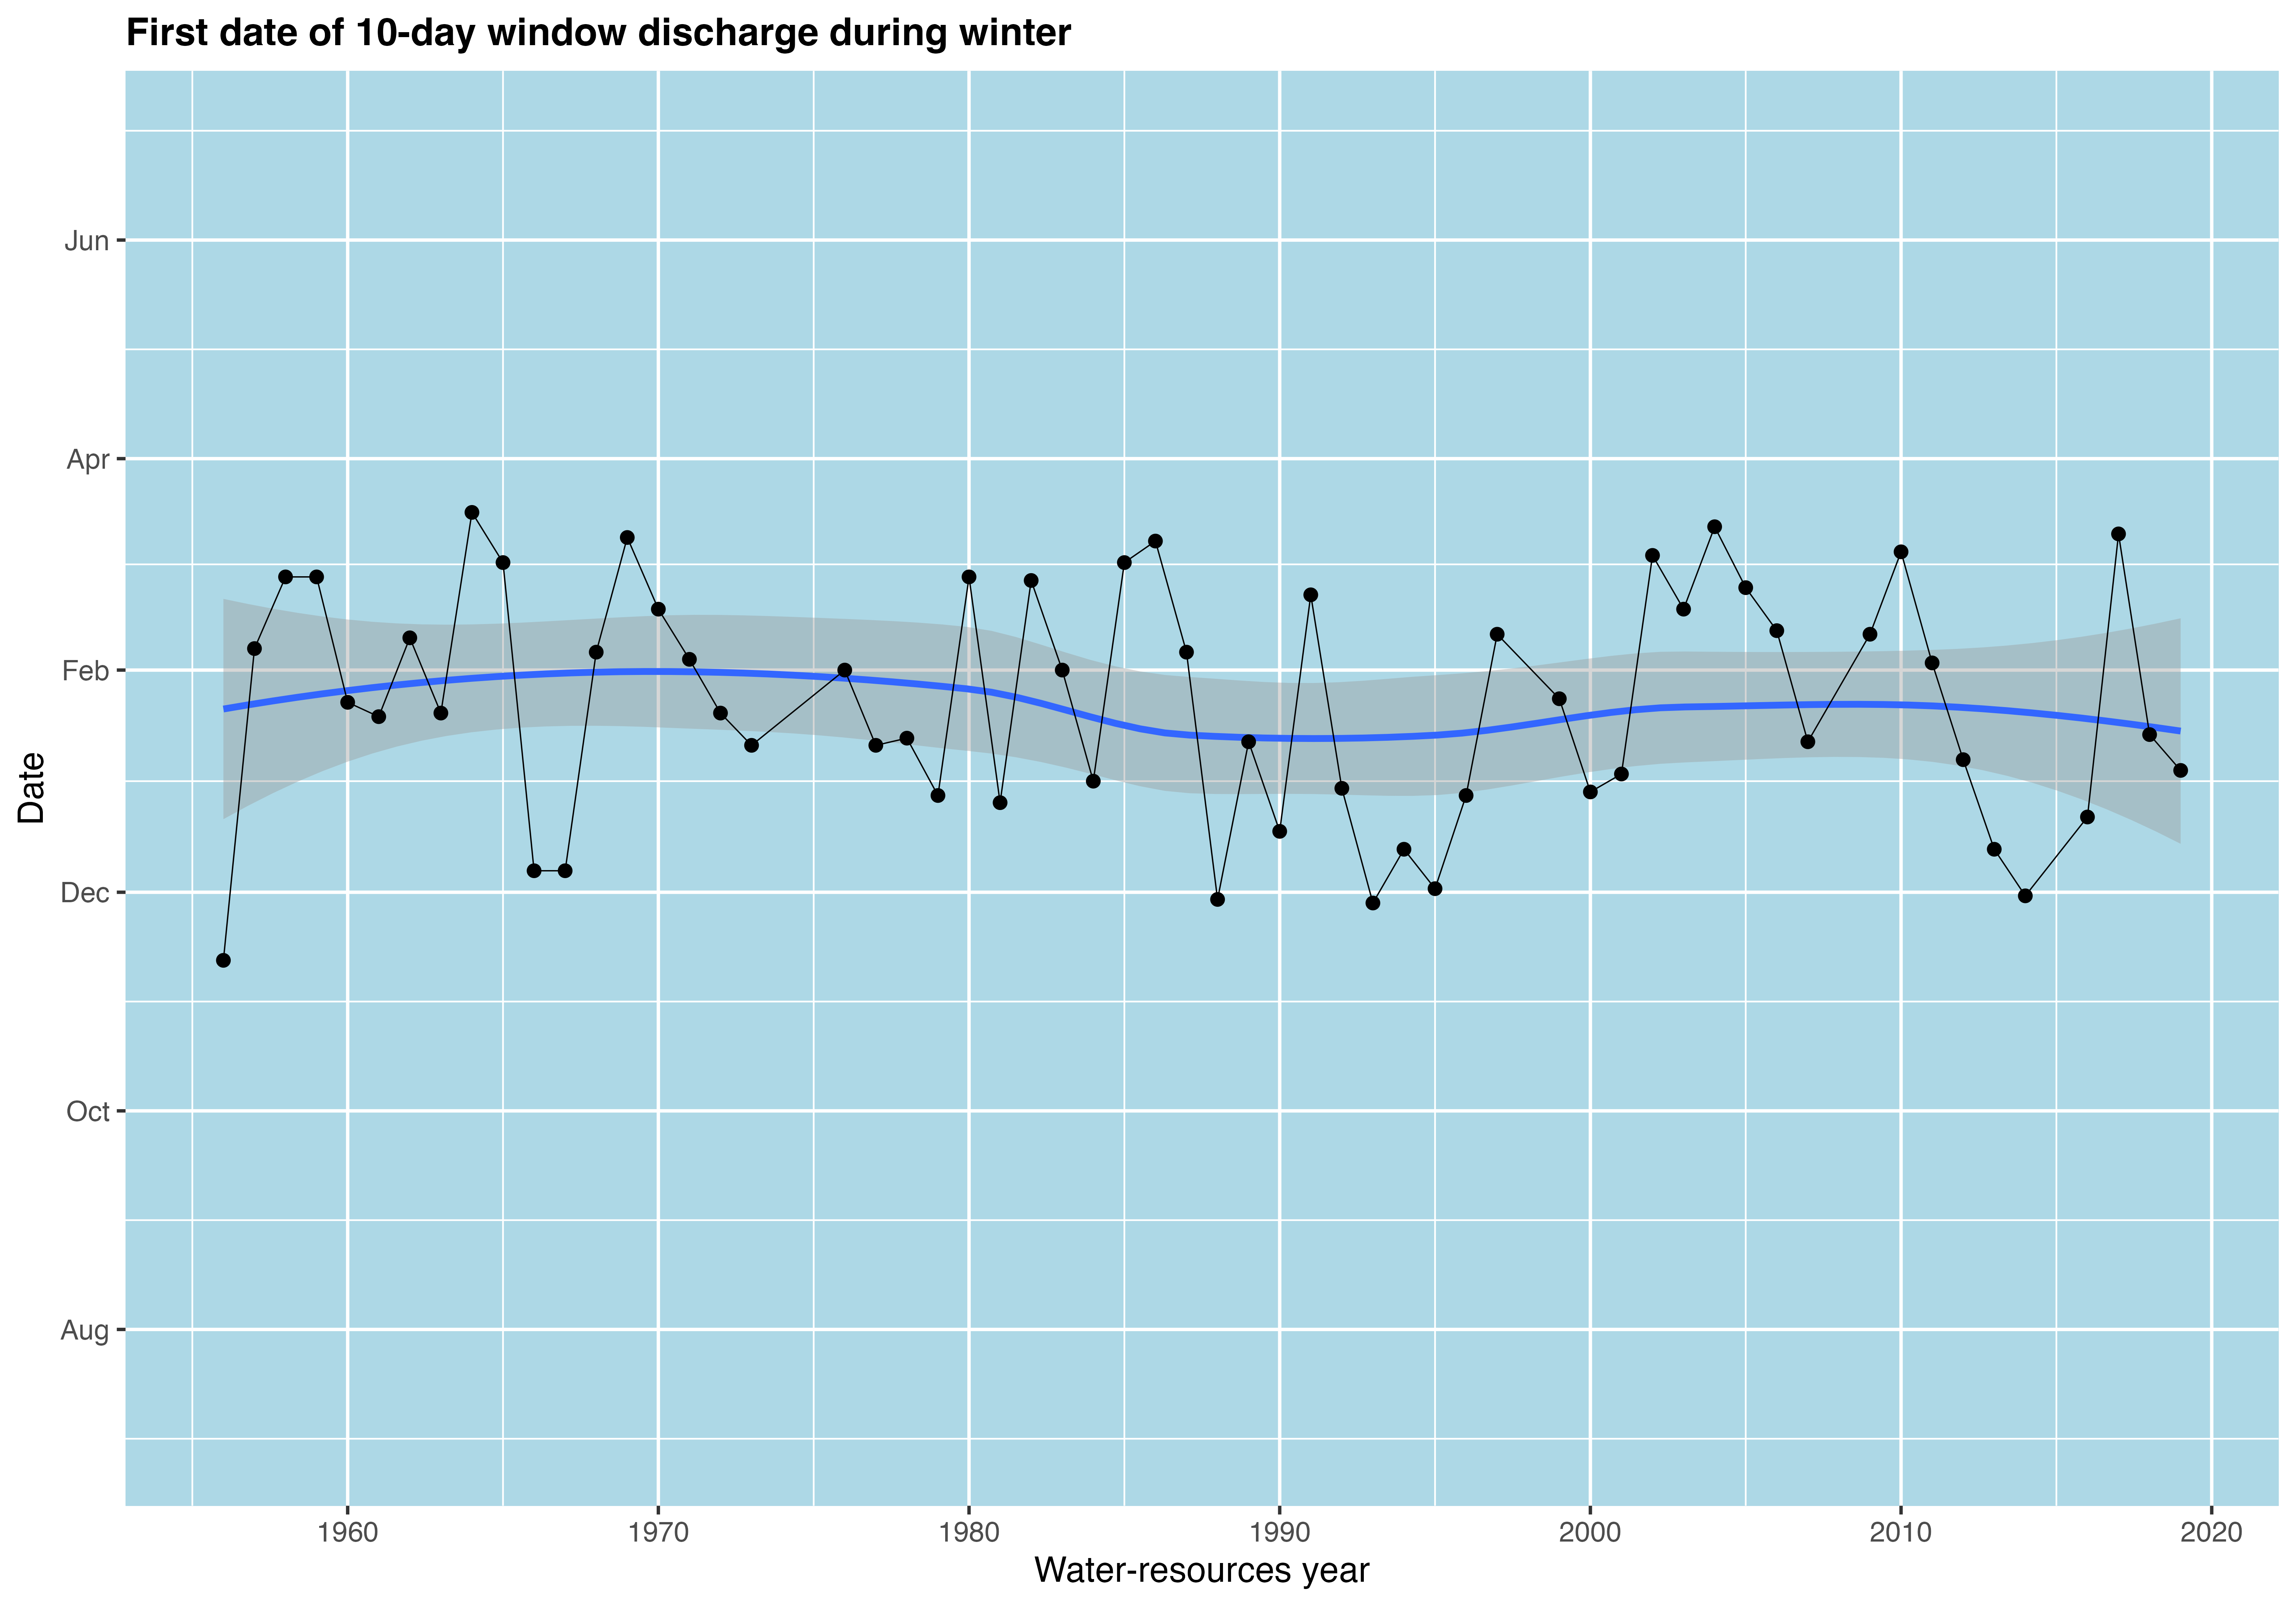 First date of 10-day window discharge during winter
Jun
Apr
Feb
Dec
Oct
Aug
Date
1960 1970 1980 1990 2000 2010 2020
Water-resources year